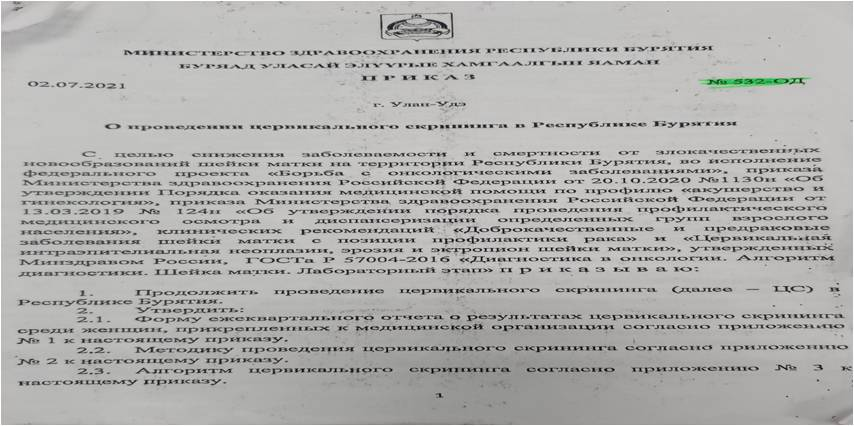 МИНИСТЕРСТВО ЗДРАВООХРАНЕНИЯ РЕСПУБЛИКИ БУРЯТИЯ
БУРЯАД УЛАСАЙ ЭЛУУРЫЕ ХАМГААЛГЫН ЯАМАН
П Р И К А З
02.07.2021 № 532-ОД
г. Улан-Удэ
О проведении цервикального скрининга в Республике Бурятия
С целью снижения заболеваемости и смертности от злокачественных
новообразований шейки матки на территории Республики Бурятия, во исполнение
федерального проекта «Борьба с онкологическими заболеваниями», приказа
Министерства здравоохранения Российской Федерации от 20.10.2020 №1130н «Об
утверждении Порядка оказания медицинской помощи по профилю «акушерство и
гинекология», приказа Министерства здравоохранения Российской Федерации от
13.03.2019 № 124н «Об утверждении порядка проведения профилактического
медицинского осмотра и диспансеризации определенных групп взрослого
населения», клинических рекомендаций «Доброкачественные и предраковые
заболевания шейки матки с позиции профилактики рака» и «Цервикальная
интраэпителиальная неоплазия, эрозия и эктропион шейки матки», утвержденных
Минздравом России, ГОСТа Р 57004-2016 «Диагностика в онкологии. Алгоритм
диагностики. Шейка матки. Лабораторный этап» п р и к а з ы в а ю:
1. Продолжить проведение цервикального скрининга (далее – ЦС) в
Республике Бурятия.
2. Утвердить:
2.1. Форму ежеквартального отчета о результатах цервикального скрининга
среди женщин, прикрепленных к медицинской организации согласно приложению
№ 1 к настоящему приказу.
2.2. Методику проведения цервикального скрининга согласно приложению
№ 2 к настоящему приказу.
2.3. Алгоритм цервикального скрининга согласно приложению № 3 к
настоящему приказу.
1